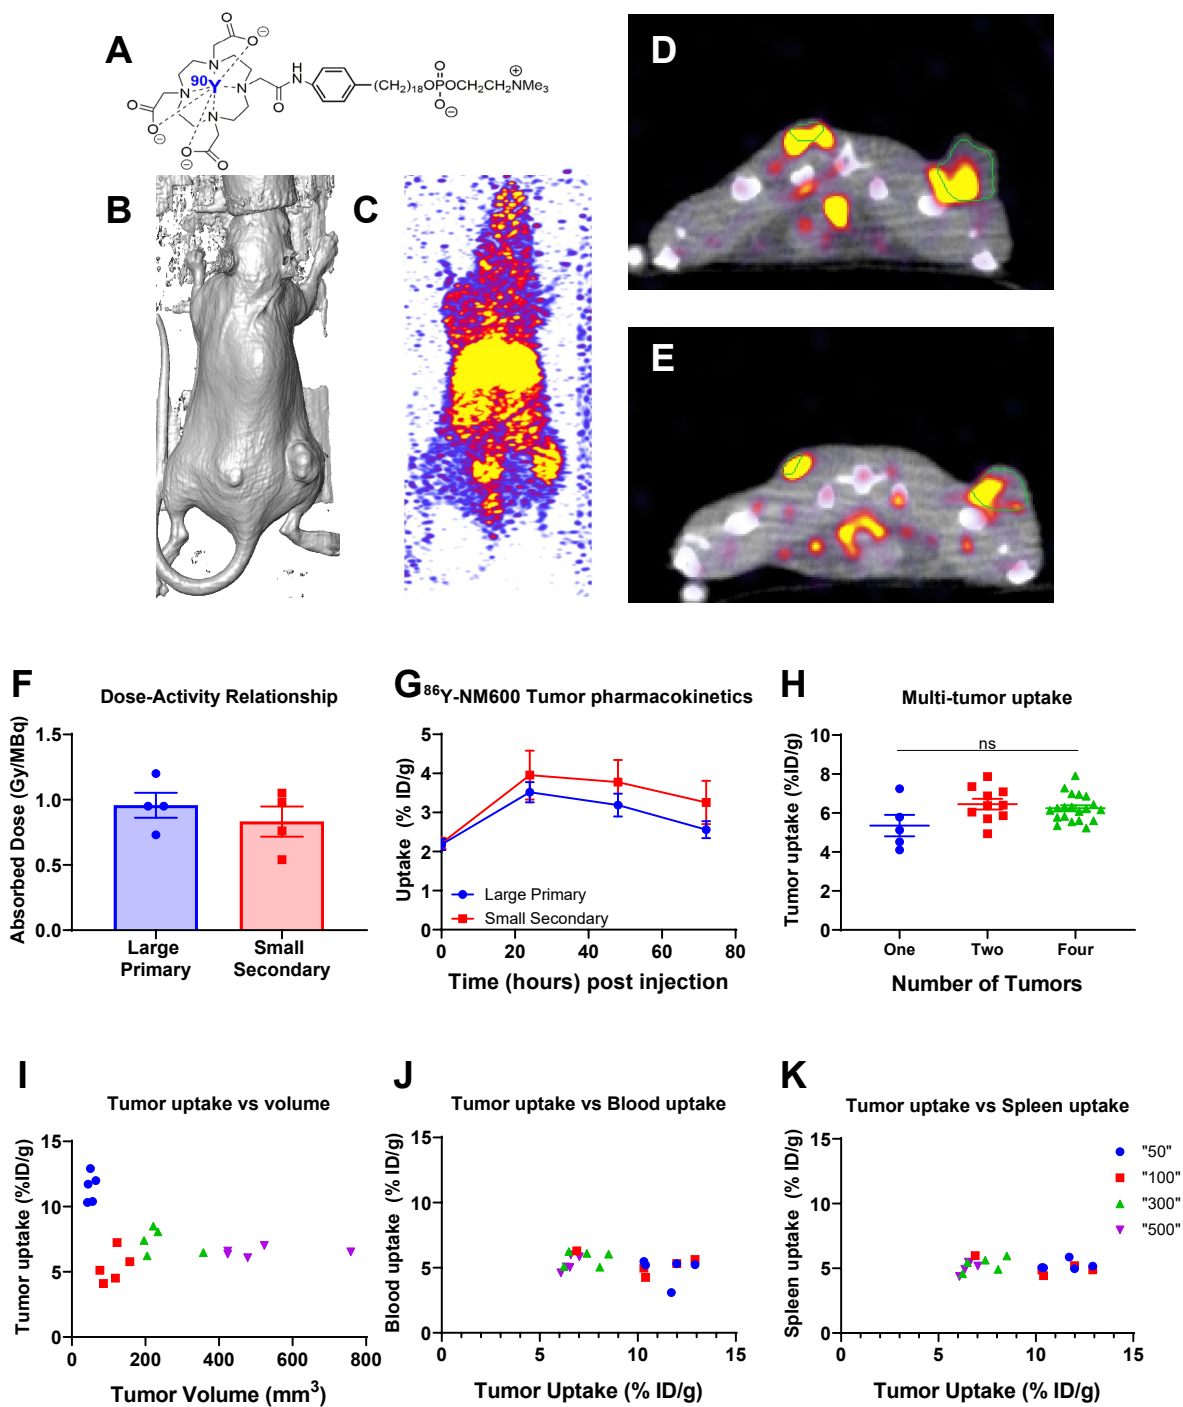 A
O
O
⊖
N
90Y
N
N
N
O
H
N
O
O
⊖
O
⊖
O
(CH2)18OPOCH2CH2NMe3
O
O
⊖
⊕
B
C
D
E
F
Dose-Activity Relationship
Absorbed Dose (Gy/MBq)
1.5
1.0
0.5
0.0
Large
Primary
Small
Secondary
G
86Y-NM600 Tumor pharmacokinetics
Uptake (% ID/g)
5
4
3
2
1
0
Large Primary
Small Secondary
0 20 40 60 80
Time (hours) post injection
H
Multi-tumor uptake
Tumor uptake (%ID/g)
ns
10
8
6
4
2
0
One Two Four
Number of Tumors
I
Tumor uptake vs volume
Tumor uptake (%ID/g)
15
10
5
0
0 200 400 600 800
Tumor Volume (mm3)
J
Tumor uptake vs Blood uptake
Blood uptake (% ID/g)
15
10
5
0
0 5 10 15
Tumor Uptake (% ID/g)
K
Tumor uptake vs Spleen uptake
Spleen uptake (% ID/g)
15
10
5
0
0 5 10 15
Tumor Uptake (% ID/g)
"50"
"100"
"300"
"500"